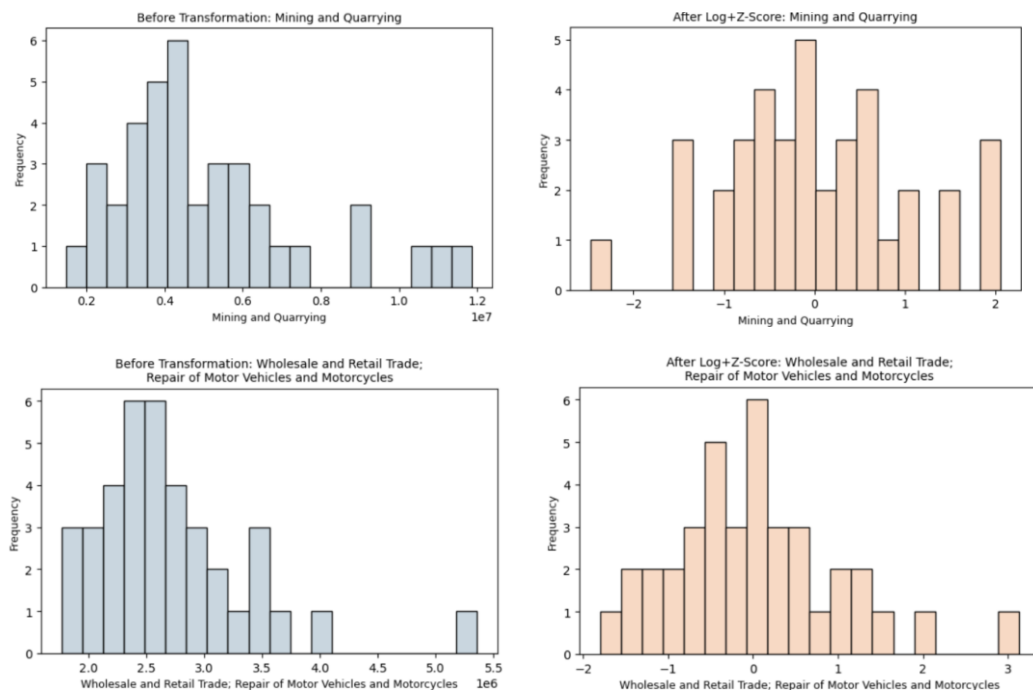 Before Transformation: Mining and Quarrying
6
5
4
3
2
1
0
Frequency
0.2 0.4 0.6 0.8 1.0 1.2
1e7
Mining and Quarrying
After Log+Z-Score: Mining and Quarrying
5
4
3
2
1
0
Frequency
−2 −1 0 1 2
Mining and Quarrying
Before Transformation: Wholesale and Retail Trade;
Repair of Motor Vehicles and Motorcycles
6
5
4
3
2
1
0
Frequency
2.0 2.5 3.0 3.5 4.0 4.5 5.0 5.5
1e6
Wholesale and Retail Trade; Repair of Motor Vehicles and Motorcycles
After Log+Z-Score: Wholesale and Retail Trade;
Repair of Motor Vehicles and Motorcycles
6
5
4
3
2
1
0
Frequency
−2 −1 0 1 2 3
Wholesale and Retail Trade; Repair of Motor Vehicles and Motorcycles